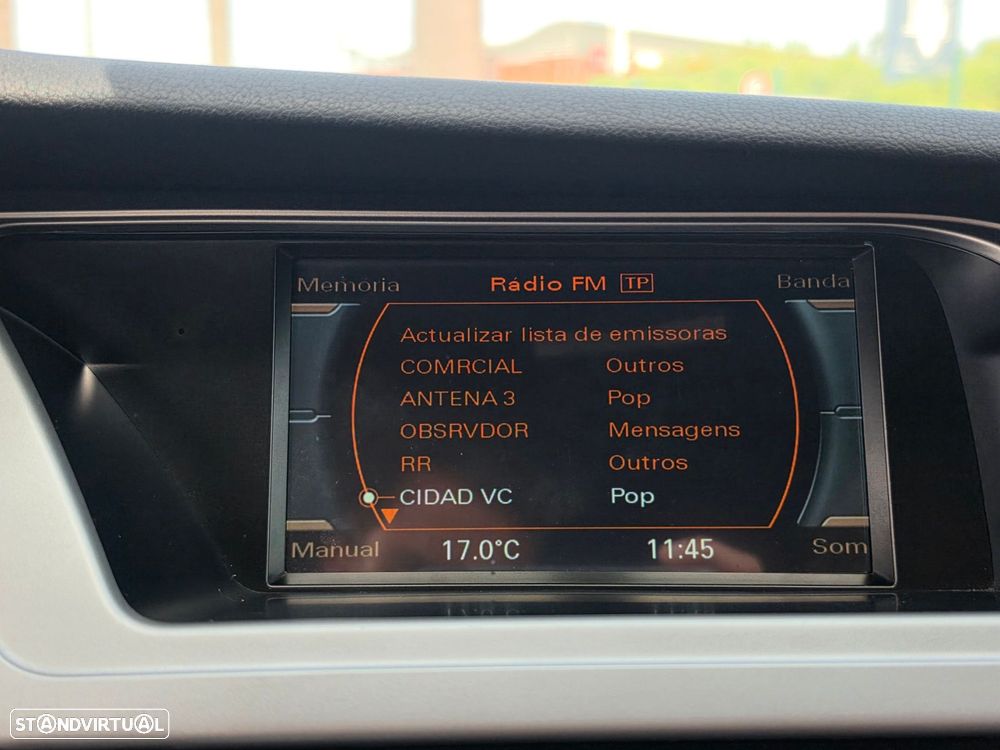 Memória Rádio FM TP Banda
Actualizar lista de emissoras
COMRCIAL Outros
ANTENA 3 Pop
OBSRVDOR Mensagens
RR Outros
CIDAD VC Pop
Manual 17.0°C 11:45 Som
STANDVIRTUAL